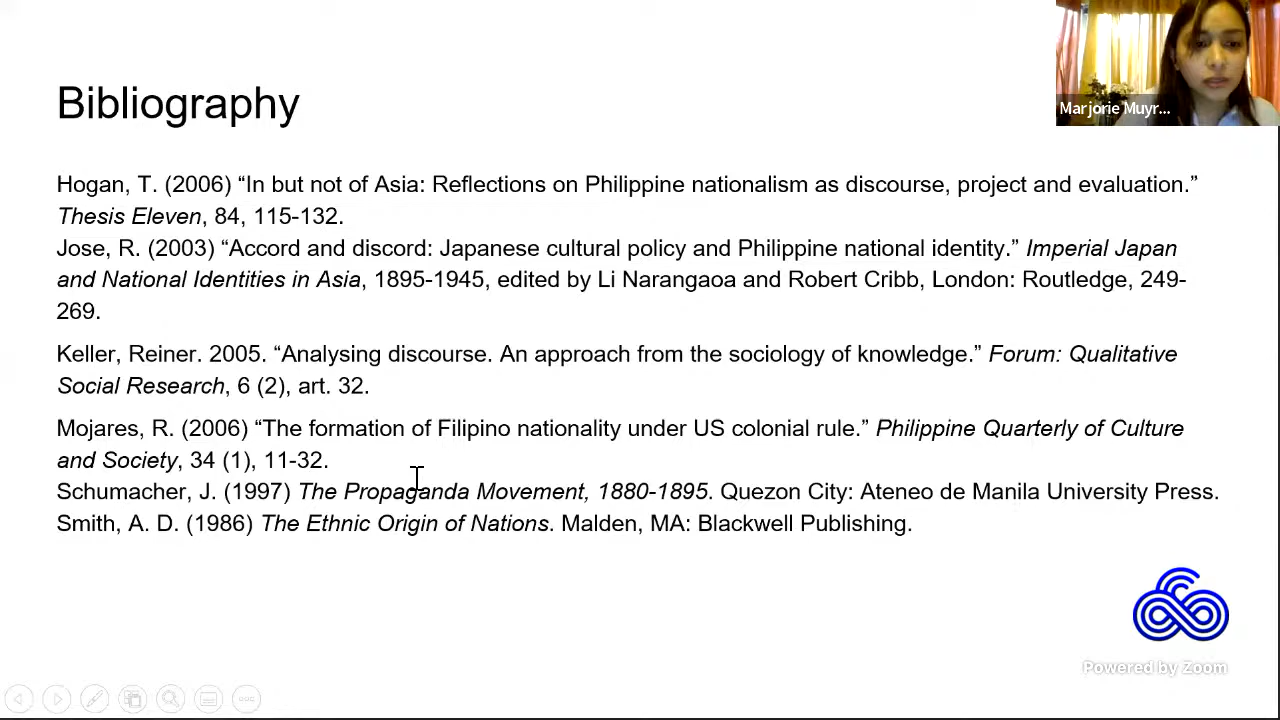 Bibliography
Marjorie Muyr...
Hogan, T. (2006) “In but not of Asia: Reflections on Philippine nationalism as discourse, project and evaluation.”
Thesis Eleven, 84, 115-132.
Jose, R. (2003) “Accord and discord: Japanese cultural policy and Philippine national identity.” Imperial Japan
and National Identities in Asia, 1895-1945, edited by Li Narangaoa and Robert Cribb, London: Routledge, 249-
269.
Keller, Reiner. 2005. “Analysing discourse. An approach from the sociology of knowledge.” Forum: Qualitative
Social Research, 6 (2), art. 32.
Mojares, R. (2006) “The formation of Filipino nationality under US colonial rule.” Philippine Quarterly of Culture
and Society, 34 (1), 11-32.
Schumacher, J. (1997) The Propaganda Movement, 1880-1895. Quezon City: Ateneo de Manila University Press.
Smith, A. D. (1986) The Ethnic Origin of Nations. Malden, MA: Blackwell Publishing.
Powered by Zoom